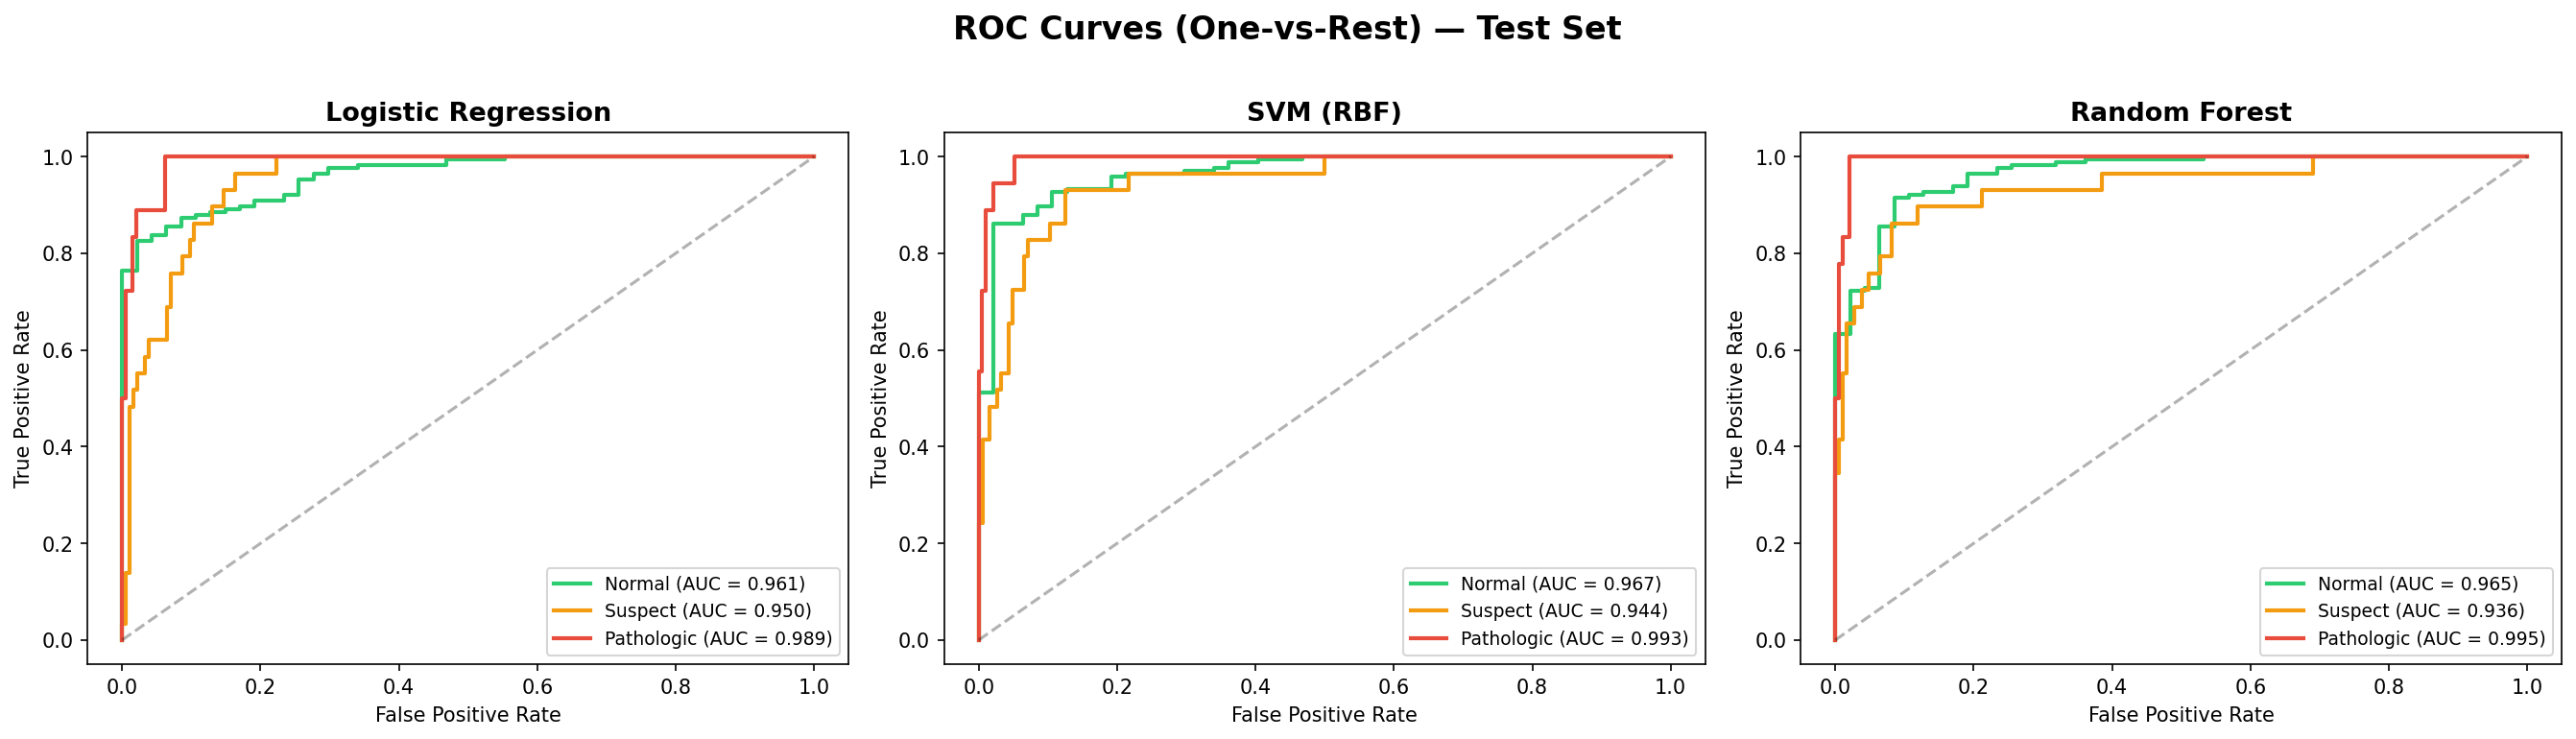 ROC Curves (One-vs-Rest) — Test Set
Logistic Regression
True Positive Rate
1.0
0.8
0.6
0.4
0.2
0.0
0.0 0.2 0.4 0.6 0.8 1.0
False Positive Rate
Normal (AUC = 0.961)
Suspect (AUC = 0.950)
Pathologic (AUC = 0.989)
SVM (RBF)
True Positive Rate
1.0
0.8
0.6
0.4
0.2
0.0
0.0 0.2 0.4 0.6 0.8 1.0
False Positive Rate
Normal (AUC = 0.967)
Suspect (AUC = 0.944)
Pathologic (AUC = 0.993)
Random Forest
True Positive Rate
1.0
0.8
0.6
0.4
0.2
0.0
0.0 0.2 0.4 0.6 0.8 1.0
False Positive Rate
Normal (AUC = 0.965)
Suspect (AUC = 0.936)
Pathologic (AUC = 0.995)